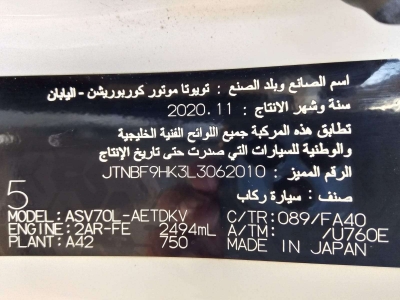 اسم الصانع وبلد الصنع : تويوتا موتور كوربوريشن - اليابان
سنة وشهر الانتاج : 2020.11
تطابق هذه المركبة جميع اللوائح الفنية الخليجية
والوطنية للسيارات التي صدرت حتى تاريخ الإنتاج
الرقم المميز : JTNBF9HK3L3062010
صنف : سيارة ركاب
5
MODEL: ASV70L-AETDKV C/TR: 089/FA40
ENGINE: 2AR-FE 2494mL A/TM: /U760E
PLANT: A42 750 MADE IN JAPAN